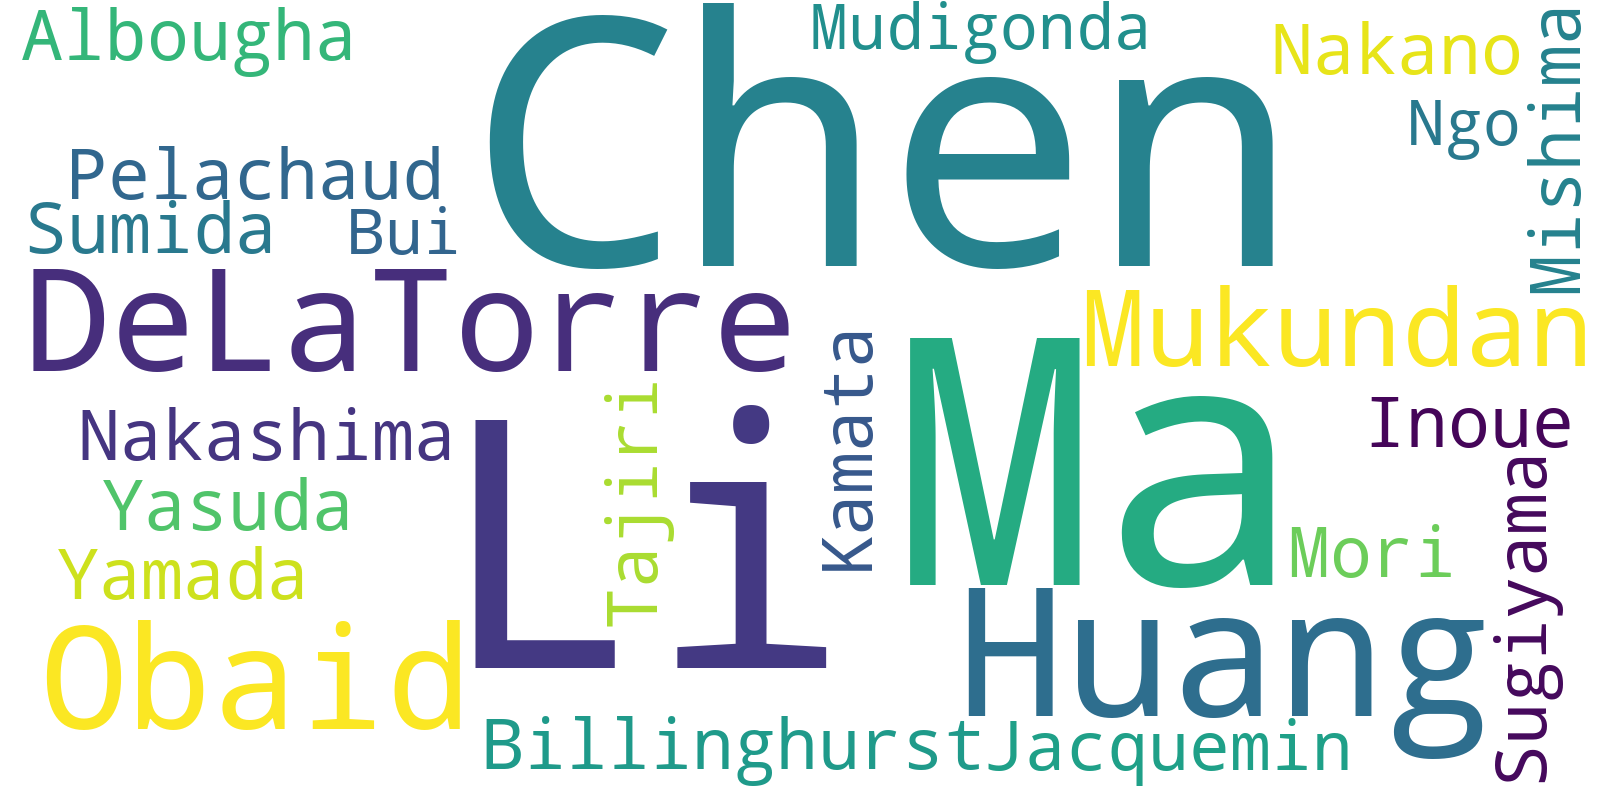 Albougha
Mudigonda
Nakano
Mishima
Chen
Ngo
Pelachaud
Sumida
Bui
DeLaTorre
Mukundan
Kamata
Ma
Tajiri
Inoue
Nakashima
Li
Sugiyama
Yasuda
Mori
Yamada
Huang
Obaid
Billinghurst
Jacquemin